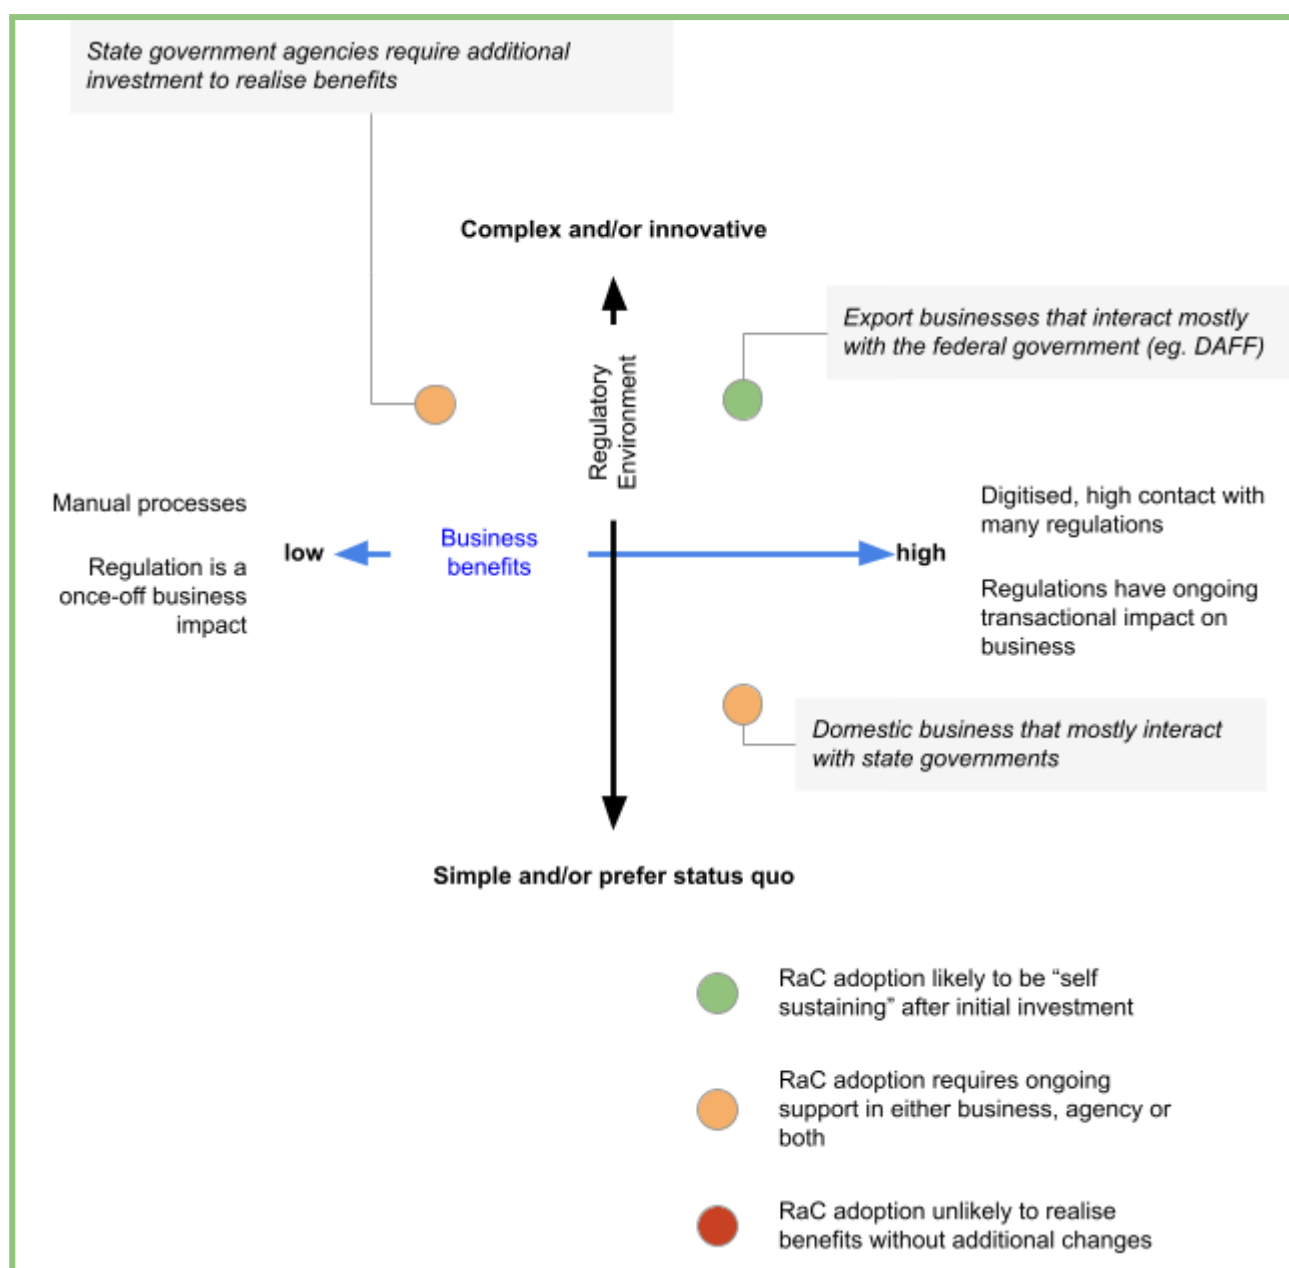 State government agencies require additional
investment to realise benefits
Complex and/or innovative
Export businesses that interact mostly
with the federal government (eg. DAFF)
Regulatory
Environment
Manual processes
Regulation is a
once-off business
impact
low
Business
benefits
high
Digitised, high contact with
many regulations
Regulations have ongoing
transactional impact on
business
Domestic business that mostly interact
with state governments
Simple and/or prefer status quo
RaC adoption likely to be “self
sustaining” after initial investment
RaC adoption requires ongoing
support in either business, agency or
both
RaC adoption unlikely to realise
benefits without additional changes